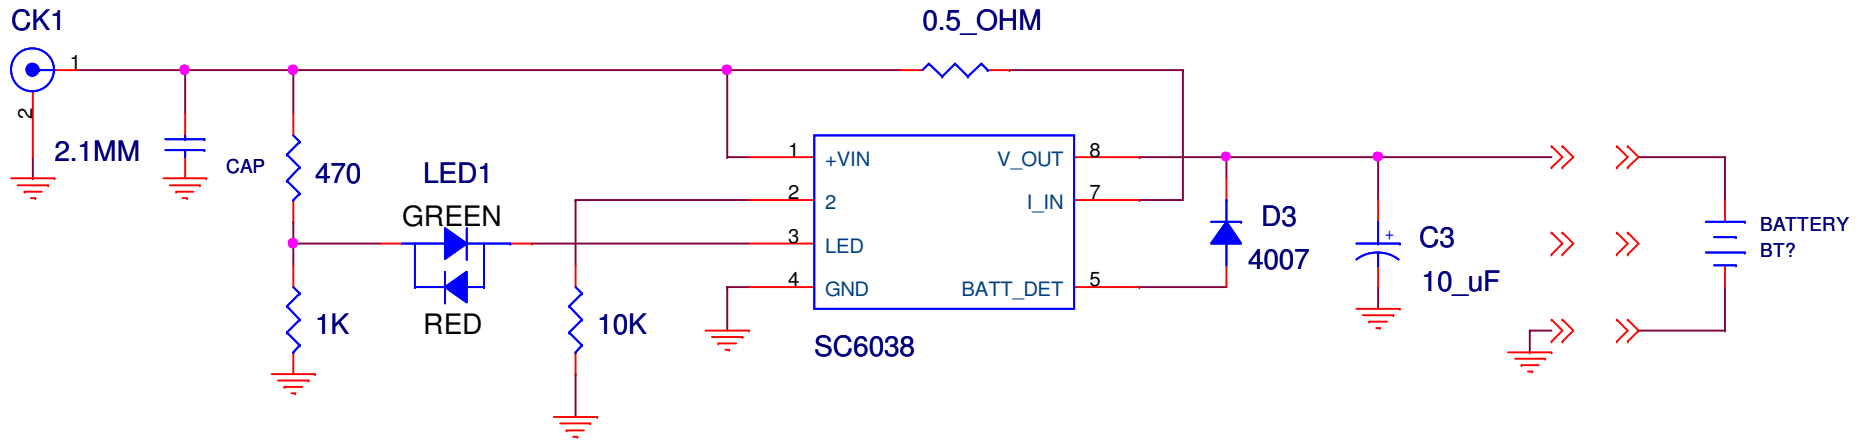 CK1
0.5_OHM
1
2
2.1MM
CAP
470
LED1
GREEN
RED
1K
10K
1
+VIN
2
2
3
LED
4
GND
V_OUT
8
I_IN
7
BATT_DET
5
SC6038
D3
4007
+
C3
10_uF
BATTERY
BT?